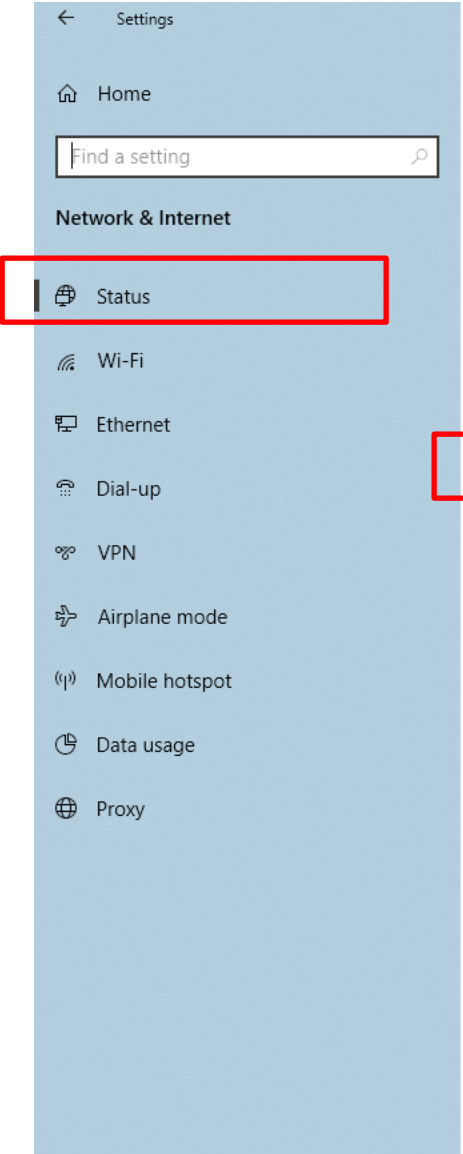 Settings
Home
Find a setting
Network & Internet
Status
Wi-Fi
Ethernet
Dial-up
VPN
Airplane mode
Mobile hotspot
Data usage
Proxy